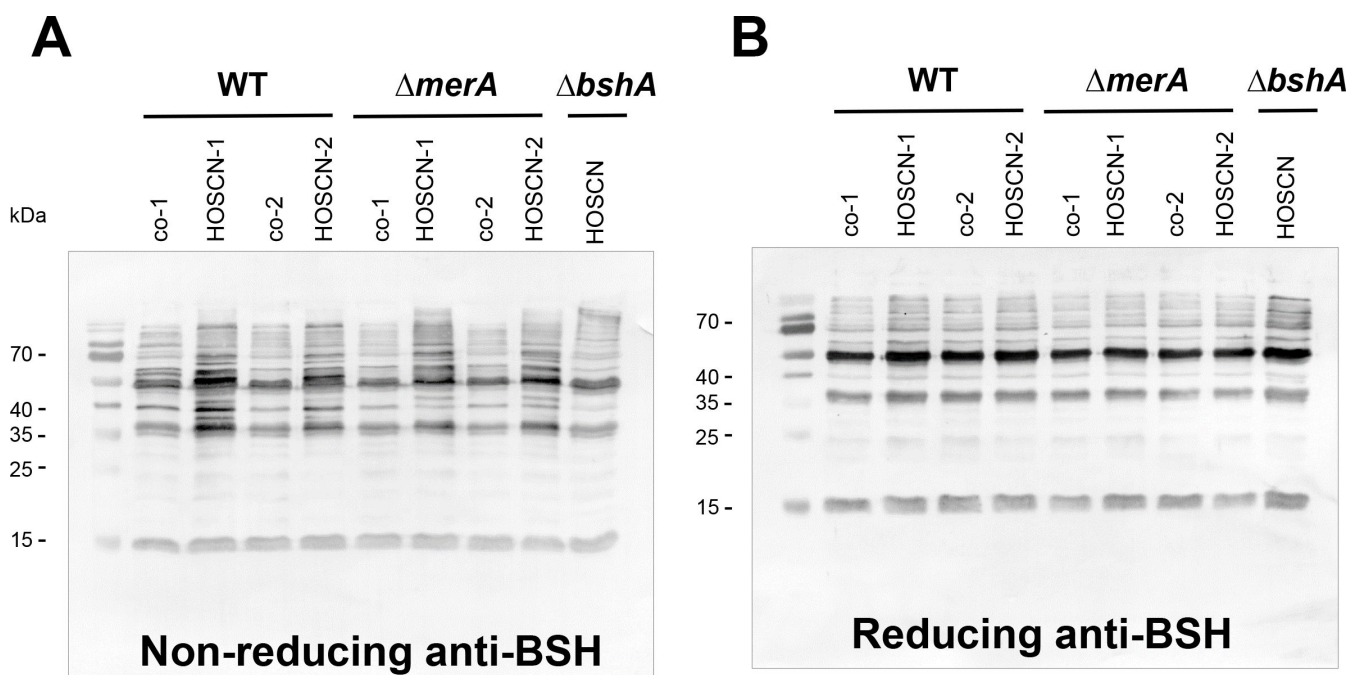 A
WT
ΔmerA
ΔbshA
co-1
HOSCN-1
co-2
HOSCN-2
co-1
HOSCN-1
co-2
HOSCN-2
HOSCN
kDa
70 -
40 -
35 -
25 -
15 -
Non-reducing anti-BSH
B
WT
ΔmerA
ΔbshA
co-1
HOSCN-1
co-2
HOSCN-2
co-1
HOSCN-1
co-2
HOSCN-2
HOSCN
70 -
40 -
35 -
25 -
15 -
Reducing anti-BSH